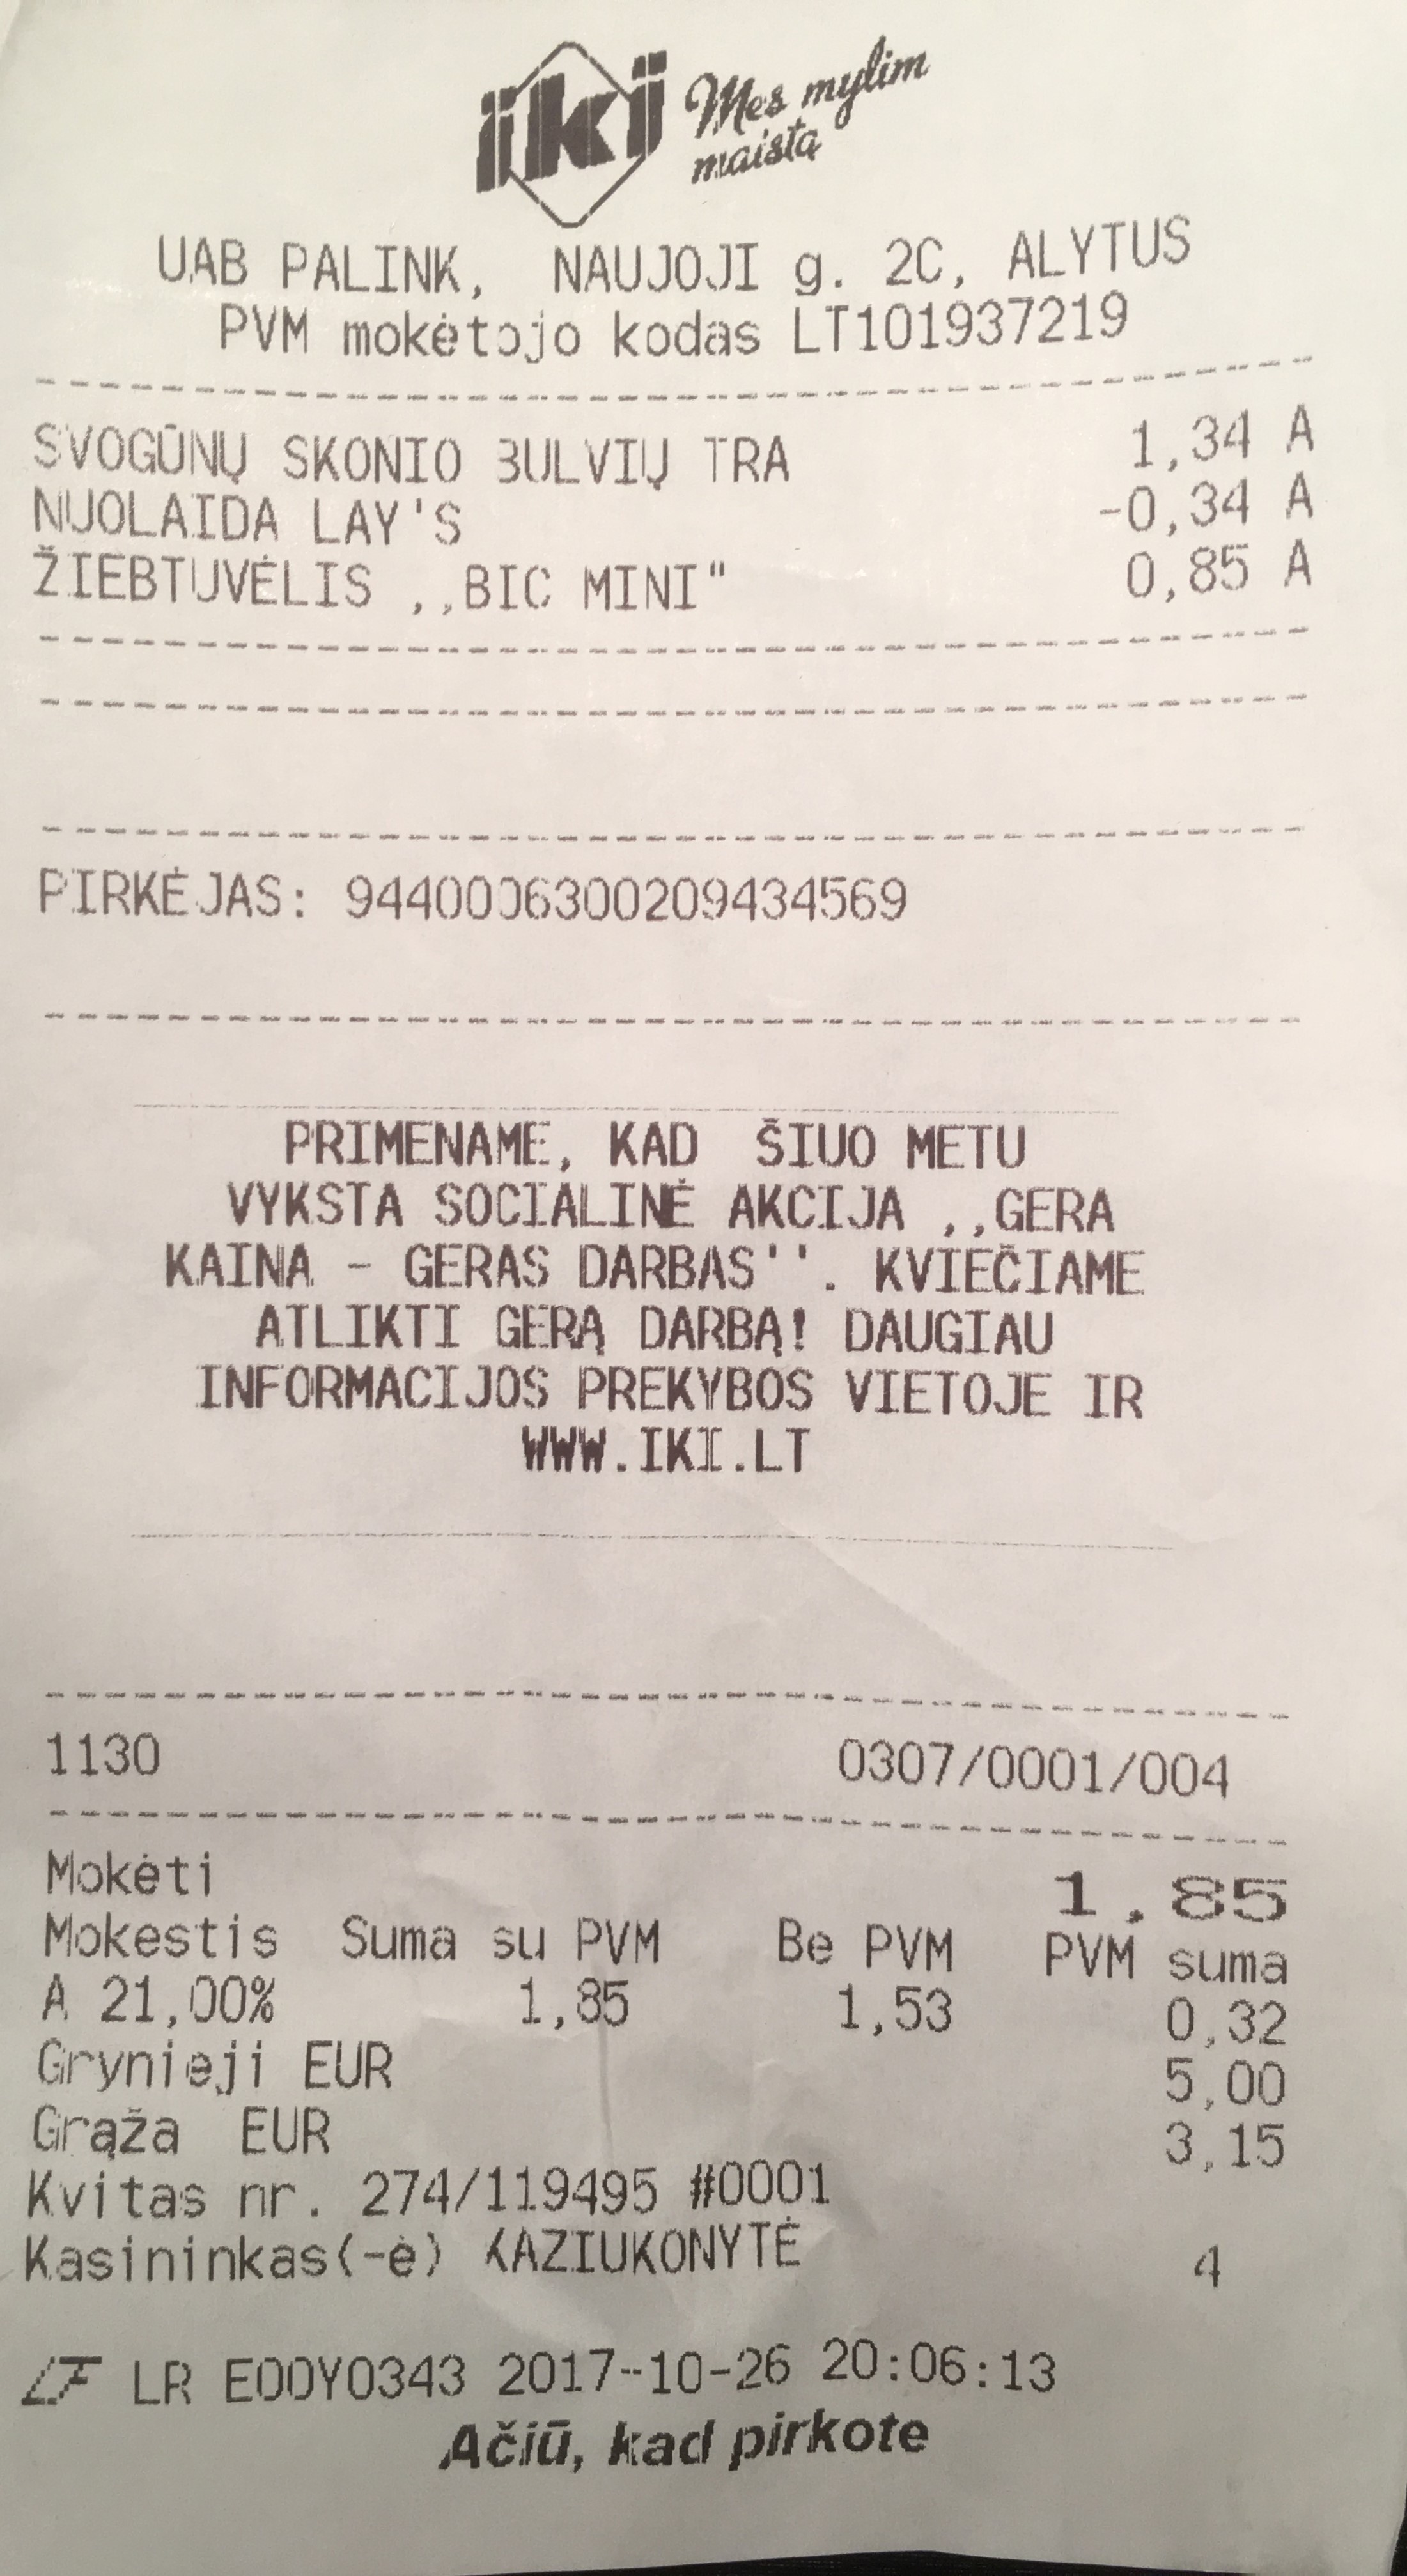 iki Mes mylim
maistą
UAB PALINK, NAUJOJI g. 2C, ALYTUS
PVM mokėtojo kodas LT101937219
SVOGŪNŲ SKONIO BULVIŲ TRA 1,34 A
NUOLAIDA LAY'S -0,34 A
ŽIEBTUVĖLIS ,,BIC MINI" 0,85 A
PIRKĖJAS: 9440006300209434569
PRIMENAME, KAD ŠIUO METU
VYKSTA SOCIALINĖ AKCIJA ,,GERA
KAINA - GERAS DARBAS''. KVIEČIAME
ATLIKTI GERĄ DARBĄ! DAUGIAU
INFORMACIJOS PREKYBOS VIETOJE IR
WWW.IKI.LT
1130 0307/0001/004
Mokėti 1,85
Mokestis Suma su PVM Be PVM PVM suma
A 21,00% 1,85 1,53 0,32
Grynieji EUR 5,00
Grąža EUR 3,15
Kvitas nr. 274/119495 #0001
Kasininkas(-ė) KAZIUKONYTĖ 4
LF LR E00Y0343 2017-10-26 20:06:13
Ačiū, kad pirkote